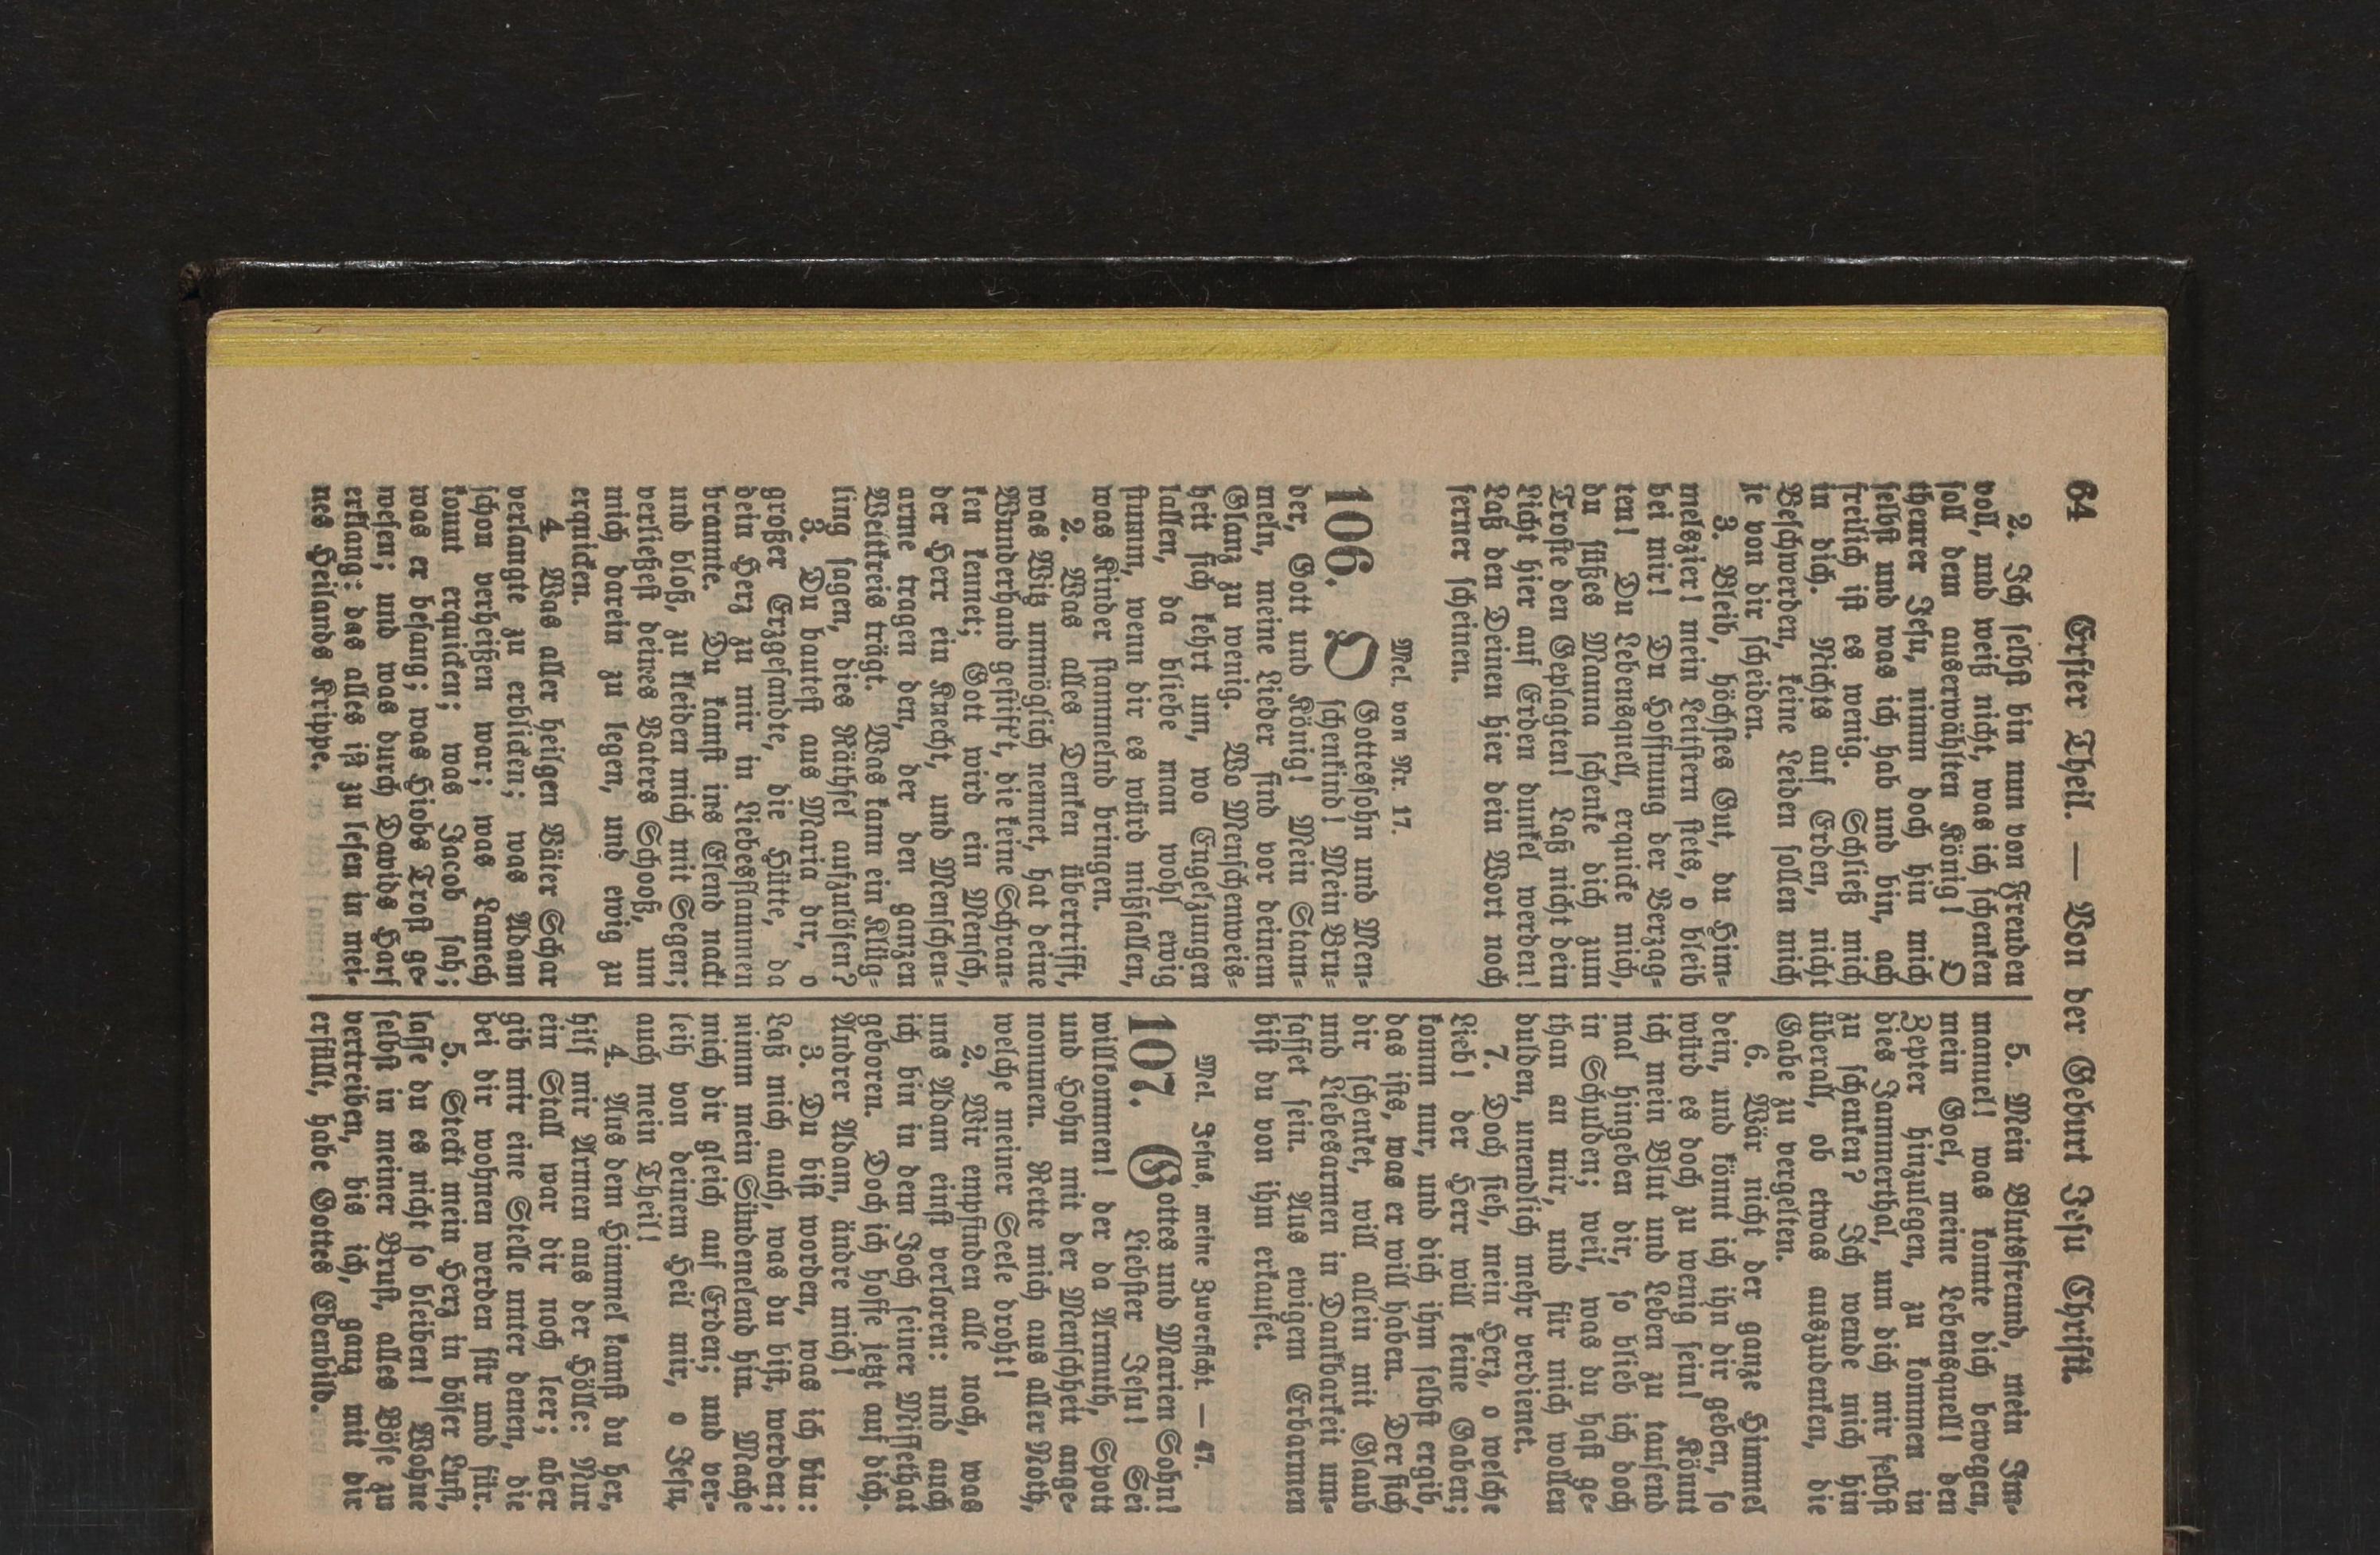 64 Erster Theil. — Von der Geburt Jesu Christi.
2. Ich selbst bin nun von Freuden
voll, und weiß nicht, was ich schenken
soll dem auserwählten König! O
theurer Jesu, nimm doch hin mich
selbst und was ich hab und bin, ach
freilich ist es wenig. Schließ mich
in dich. Nichts auf Erden, nicht
Beschwerden, keine Leiden sollen mich
je von dir scheiden.
3. Bleib, höchstes Gut, du Him-
melszier! mein Leitstern stets, o bleib
bei mir! Du Hoffnung der Verzag-
ten! Du Lebensquell, erquicke mich,
du süßes Manna schenke dich zum
Troste den Geplagten! Laß nicht dein
Licht hier auf Erden dunkel werden!
Laß den Deinen hier dein Wort noch
ferner scheinen.
Mel. von Nr. 17.
106. O Gottessohn und Men-
schenkind! Mein Bru-
der, Gott und König! Mein Stam-
meln, meine Lieder sind vor deinem
Glanz zu wenig. Wo Menschenweis-
heit sich kehrt um, wo Engelzungen
lallen, da bliebe man wohl ewig
stumm, wenn dir es würd mißfallen,
was Kinder stammelnd bringen.
2. Was alles Denken übertrifft,
was Witz unmöglich nennet, hat deine
Wunderhand gestift't, die keine Schran-
ken kennet; Gott wird ein Mensch,
der Herr ein Knecht, und Menschen-
arme tragen den, der den ganzen
Weltkreis trägt. Was kann ein Klüg-
ling sagen, dies Räthsel aufzulösen?
3. Du bautest aus Maria dir, o
großer Erzgesandte, die Hütte, da
dein Herz zu mir in Liebesflammen
brannte. Du kamst ins Elend nackt
und bloß, zu kleiden mich mit Segen;
verließest deines Vaters Schooß, um
mich darein zu legen, und ewig zu
erquicken.
4. Was aller heilgen Väter Schar
verlangte zu erblicken; was Adam
schon verheißen war; was Lamech
konnt erquicken; was Jacob sah;
was er besang; was Hiobs Trost ge-
wesen; und was durch Davids Harf
erklang: das alles ist zu lesen in mei-
nes Heilands Krippe.
5. Mein Blutsfreund, mein Im-
manuel! was konnte dich bewegen,
mein Goel, meine Lebensquell! den
Zepter hinzulegen, zu kommen in
dies Jammerthal, um dich mir selbst
zu schenken? Ich wende mich hin
überall, ob etwas auszudenken, die
Gabe zu vergelten.
6. Wär nicht der ganze Himmel
dein, und könnt ich ihn dir geben, so
würd es doch zu wenig sein! Könnt
ich mein Blut und Leben zu tausend
mal hingeben dir, so blieb ich doch
in Schulden; weil, was du hast ge-
than an mir, und für mich wollen
dulden, unendlich mehr verdienet.
7. Doch sieh, mein Herz, o welche
Lieb! der Herr will keine Gaben;
komm nur, und dich ihm selbst ergib,
das ists, was er will haben. Der sich
dir schenket, will allein mit Glaub
und Liebesarmen in Dankbarkeit um-
fasset sein. Aus ewigem Erbarmen
bist du von ihm erkaufet.
Mel. Jesus, meine Zuversicht. — 47.
107. Gottes und Marien Sohn!
Liebster Jesu! Sei
willkommen! der da Armuth, Spott
und Hohn mit der Menschheit ange-
nommen. Rette mich aus aller Noth,
welche meiner Seele droht!
2. Wir empfinden alle noch, was
uns Adam einst verloren: und auch
ich bin in dem Joch seiner Missethat
geboren. Doch ich hoffe jetzt auf dich.
Andrer Adam, ändre mich!
3. Du bist worden, was ich bin:
Laß mich auch, was du bist, werden;
nimm mein Sündenelend hin. Mache
mich dir gleich auf Erden; und ver-
leih von deinem Heil mir, o Jesu,
auch mein Theil!
4. Aus dem Himmel kamst du her,
hilf mir Armen aus der Hölle: Nur
ein Stall war dir noch leer; aber
gib mir eine Stelle unter denen, die
bei dir wohnen werden für und für.
5. Steckt mein Herz in böser Lust,
lasse du es nicht so bleiben! Wohne
selbst in meiner Brust, alles Böse zu
vertreiben, bis ich, ganz mit dir
erfüllt, habe Gottes Ebenbild.